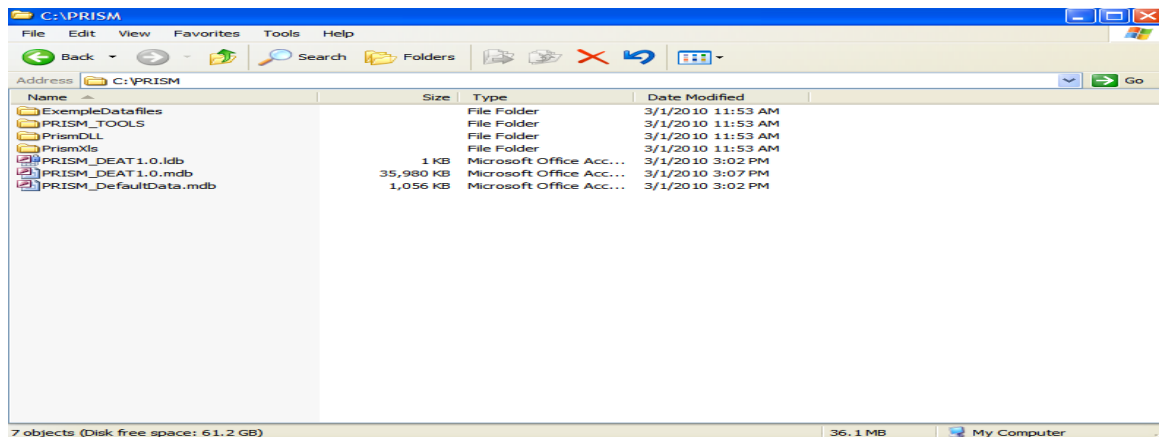 C:\PRISM
File Edit View Favorites Tools Help
Back Search Folders
Address C:\PRISM Go
Name Size Type Date Modified
ExempleDatafiles File Folder 3/1/2010 11:53 AM
PRISM_TOOLS File Folder 3/1/2010 11:53 AM
PrismDLL File Folder 3/1/2010 11:53 AM
PrismXls File Folder 3/1/2010 11:53 AM
PRISM_DEAT1.0.ldb 1 KB Microsoft Office Acc... 3/1/2010 3:02 PM
PRISM_DEAT1.0.mdb 35,980 KB Microsoft Office Acc... 3/1/2010 3:07 PM
PRISM_DefaultData.mdb 1,056 KB Microsoft Office Acc... 3/1/2010 3:02 PM
7 objects (Disk free space: 61.2 GB) 36.1 MB My Computer